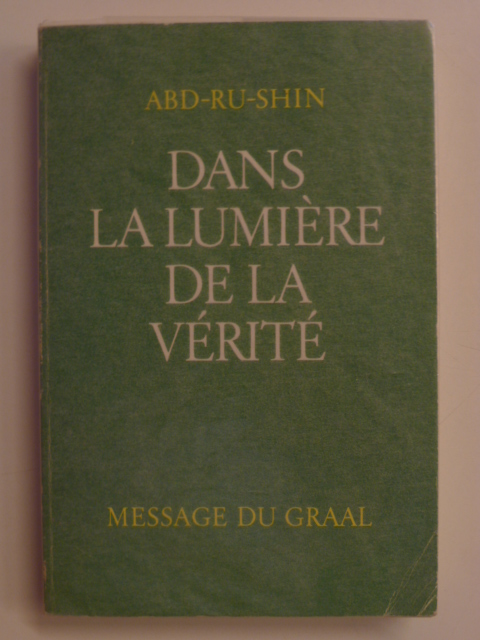 ABD-RU-SHIN
DANS
LA LUMIÈRE
DE LA
VÉRITÉ
MESSAGE DU GRAAL